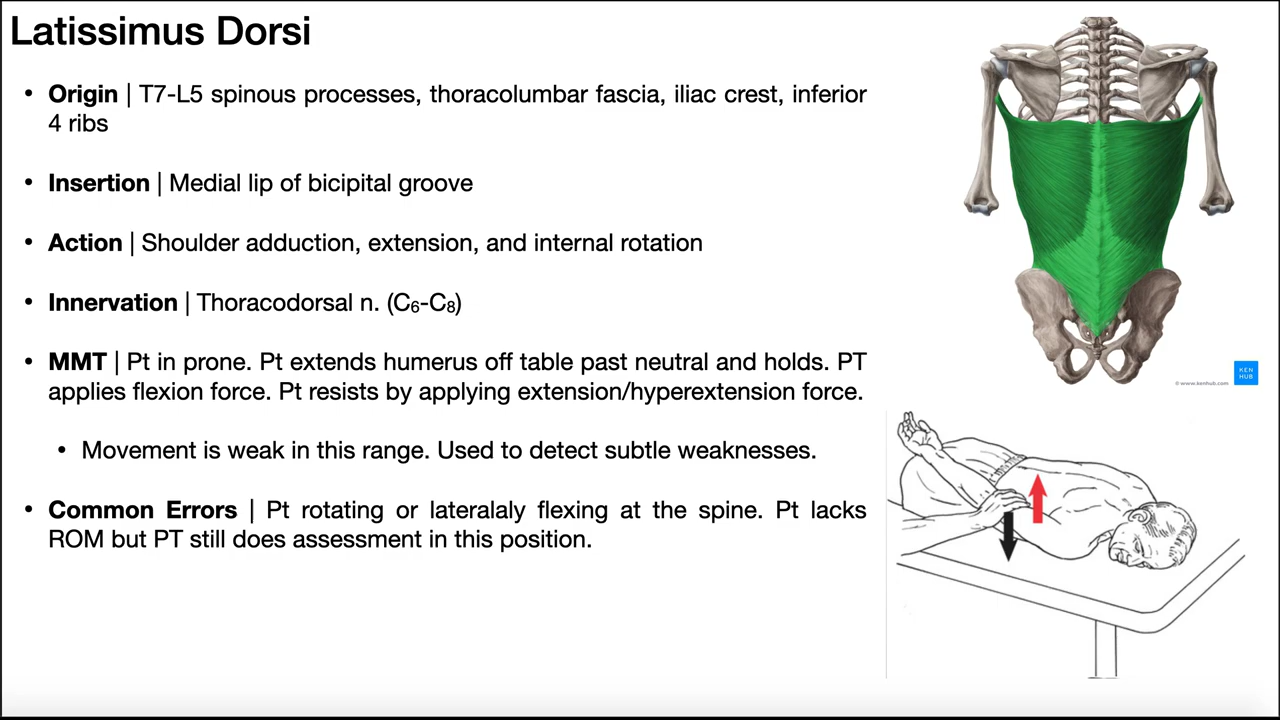 Latissimus Dorsi
• Origin | T7-L5 spinous processes, thoracolumbar fascia, iliac crest, inferior
4 ribs
• Insertion | Medial lip of bicipital groove
• Action | Shoulder adduction, extension, and internal rotation
• Innervation | Thoracodorsal n. (C₆-C₈)
• MMT | Pt in prone. Pt extends humerus off table past neutral and holds. PT
applies flexion force. Pt resists by applying extension/hyperextension force.
• Movement is weak in this range. Used to detect subtle weaknesses.
• Common Errors | Pt rotating or lateralaly flexing at the spine. Pt lacks
ROM but PT still does assessment in this position.
© www.kenhub.com
KEN
HUB